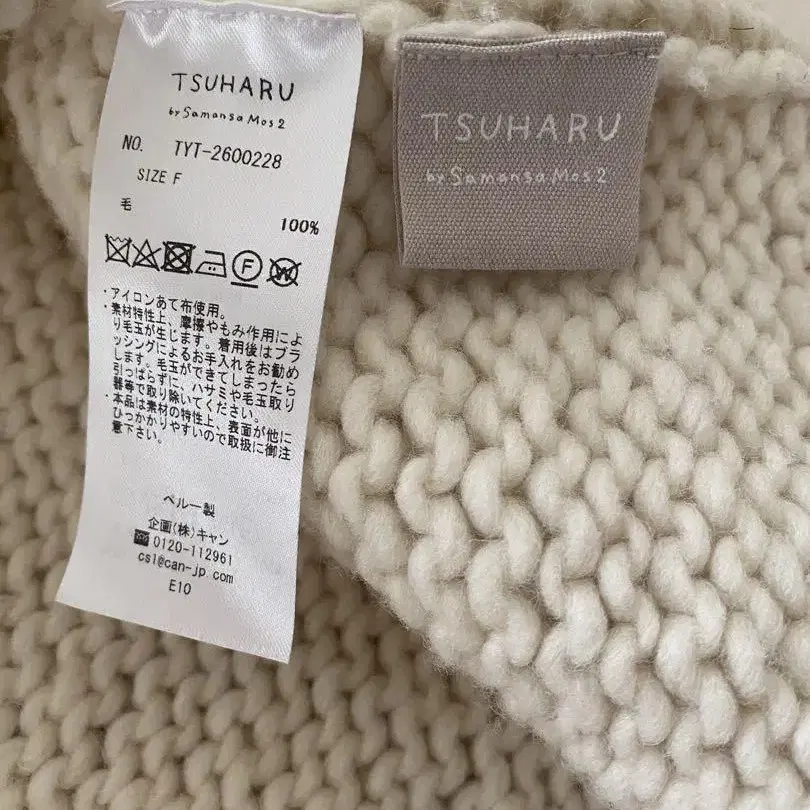 TSUHARU
by Samansa Mos2
NO. TYT-2600228
SIZE F
毛
100%
F
W
・アイロンあて布使用。
・素材特性上、摩擦やもみ作用によ
り毛玉が生じます。着用後はブラ
ッシングによるお手入れをお勧め
します。毛玉ができてしまったら
引っぱらずに、ハサミや毛玉取り
器等で取り除いてください。
・本品は素材の特性上、表面が他に
ひっかかりやすいので取扱に御注
意下さい。
ペルー製
企画(株)キャン
0120-112961
csl@can-jp.com
E10
TSUHARU
by Samansa Mos2